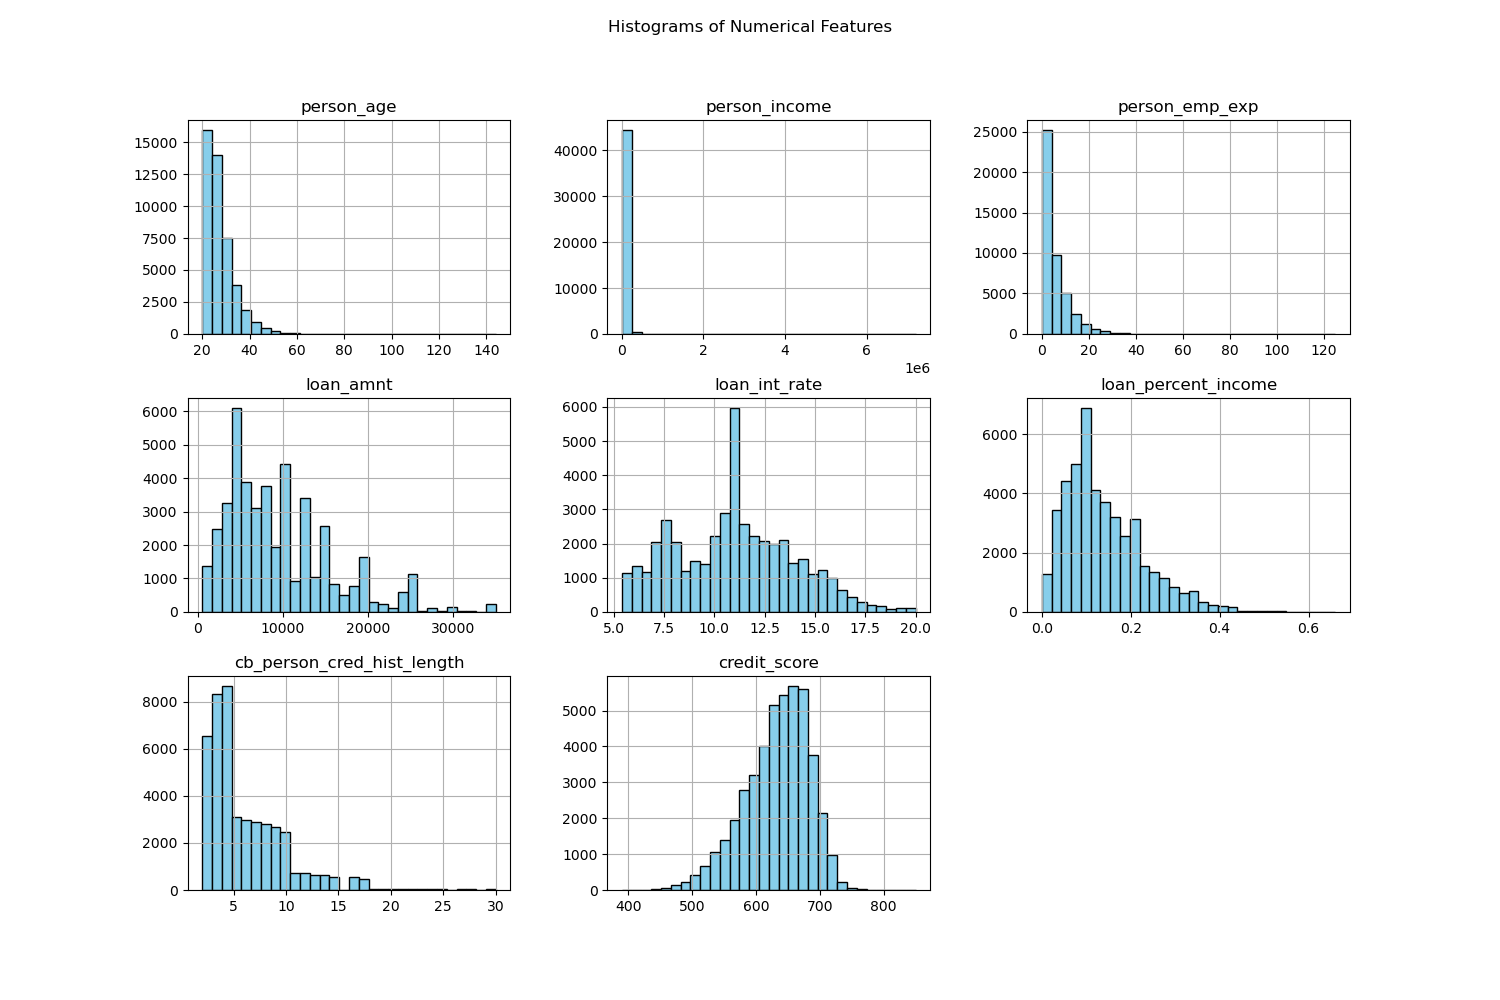 Histograms of Numerical Features
person_age
person_income
person_emp_exp
15000
12500
10000
7500
5000
2500
0
20 40 60 80 100 120 140
40000
30000
20000
10000
0
0 2 4 6
1e6
25000
20000
15000
10000
5000
0
0 20 40 60 80 100 120
loan_amnt
loan_int_rate
loan_percent_income
6000
5000
4000
3000
2000
1000
0
0 10000 20000 30000
6000
5000
4000
3000
2000
1000
0
5.0 7.5 10.0 12.5 15.0 17.5 20.0
6000
4000
2000
0
0.0 0.2 0.4 0.6
cb_person_cred_hist_length
credit_score
8000
6000
4000
2000
0
5 10 15 20 25 30
5000
4000
3000
2000
1000
0
400 500 600 700 800